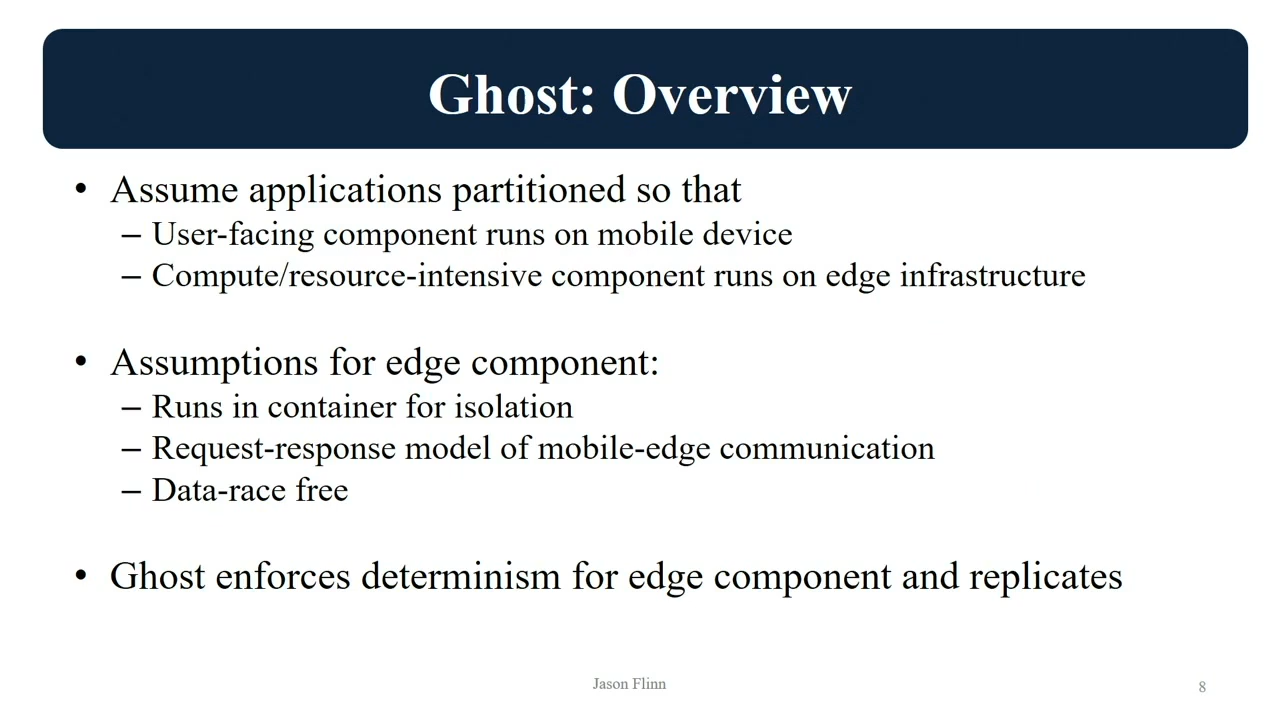 Ghost: Overview
• Assume applications partitioned so that
– User-facing component runs on mobile device
– Compute/resource-intensive component runs on edge infrastructure
• Assumptions for edge component:
– Runs in container for isolation
– Request-response model of mobile-edge communication
– Data-race free
• Ghost enforces determinism for edge component and replicates
Jason Flinn
8